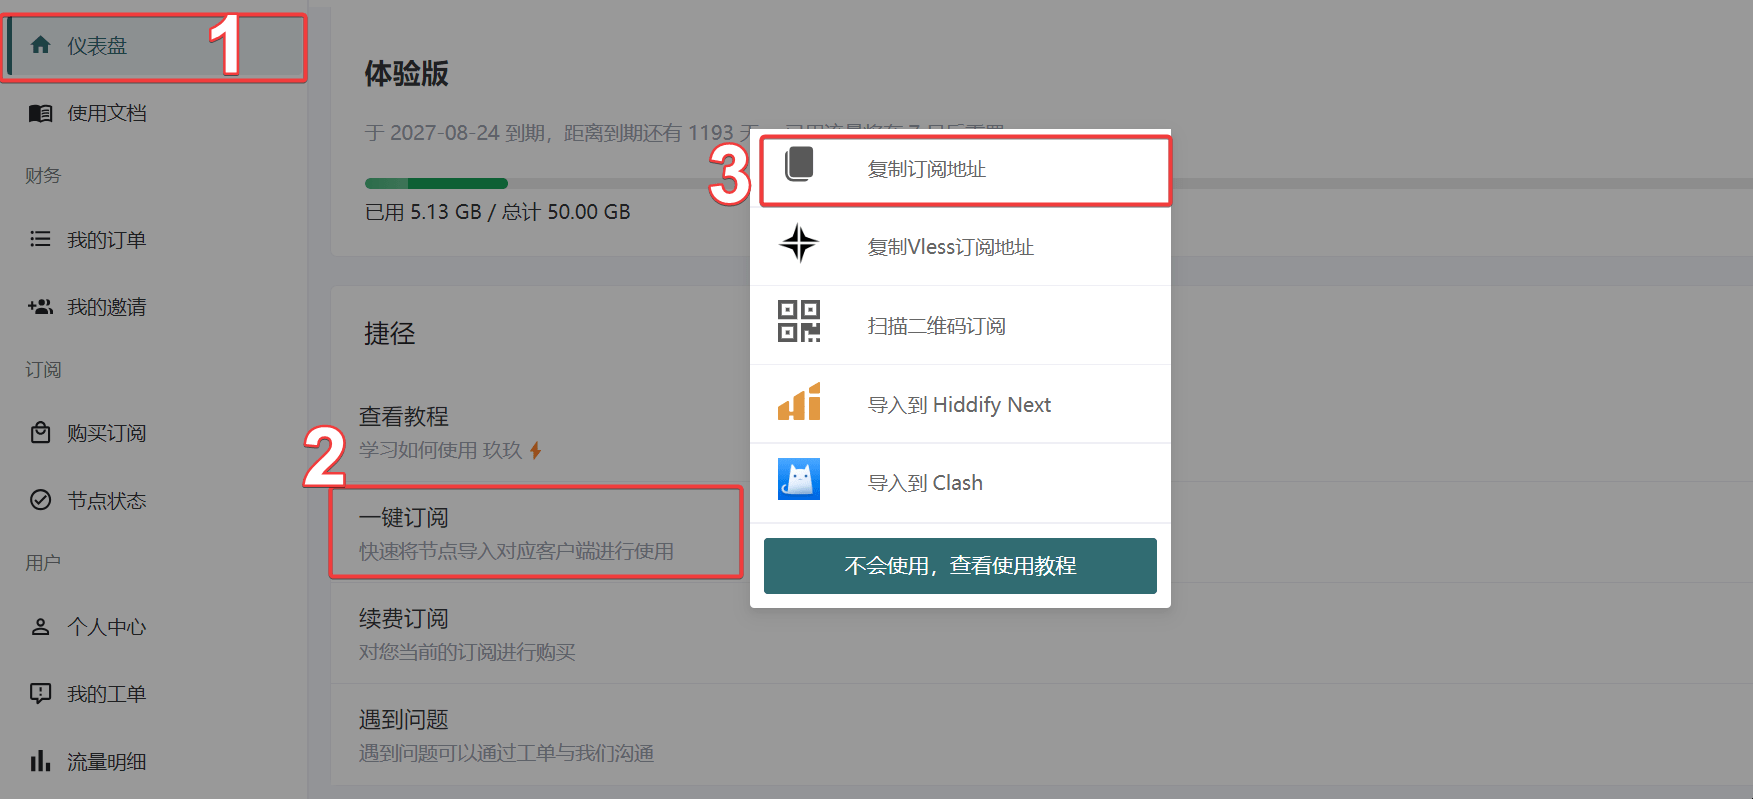 仪表盘
1
使用文档
财务
我的订单
我的邀请
订阅
购买订阅
节点状态
用户
个人中心
我的工单
流量明细
体验版
于 2027-08-24 到期，距离到期还有 1193 天
已用 5.13 GB / 总计 50.00 GB
捷径
查看教程
学习如何使用 玖玖
2
一键订阅
快速将节点导入对应客户端进行使用
续费订阅
对您当前的订阅进行购买
遇到问题
遇到问题可以通过工单与我们沟通
3
复制订阅地址
复制Vless订阅地址
扫描二维码订阅
导入到 Hiddify Next
导入到 Clash
不会使用，查看使用教程